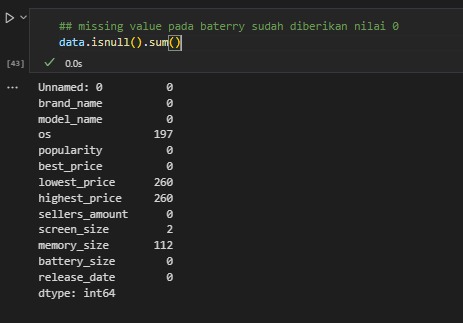 ## missing value pada baterry sudah diberikan nilai 0
data.isnull().sum()
[43] 0.0s
... Unnamed: 0 0
brand_name 0
model_name 0
os 197
popularity 0
best_price 0
lowest_price 260
highest_price 260
sellers_amount 0
screen_size 2
memory_size 112
battery_size 0
release_date 0
dtype: int64